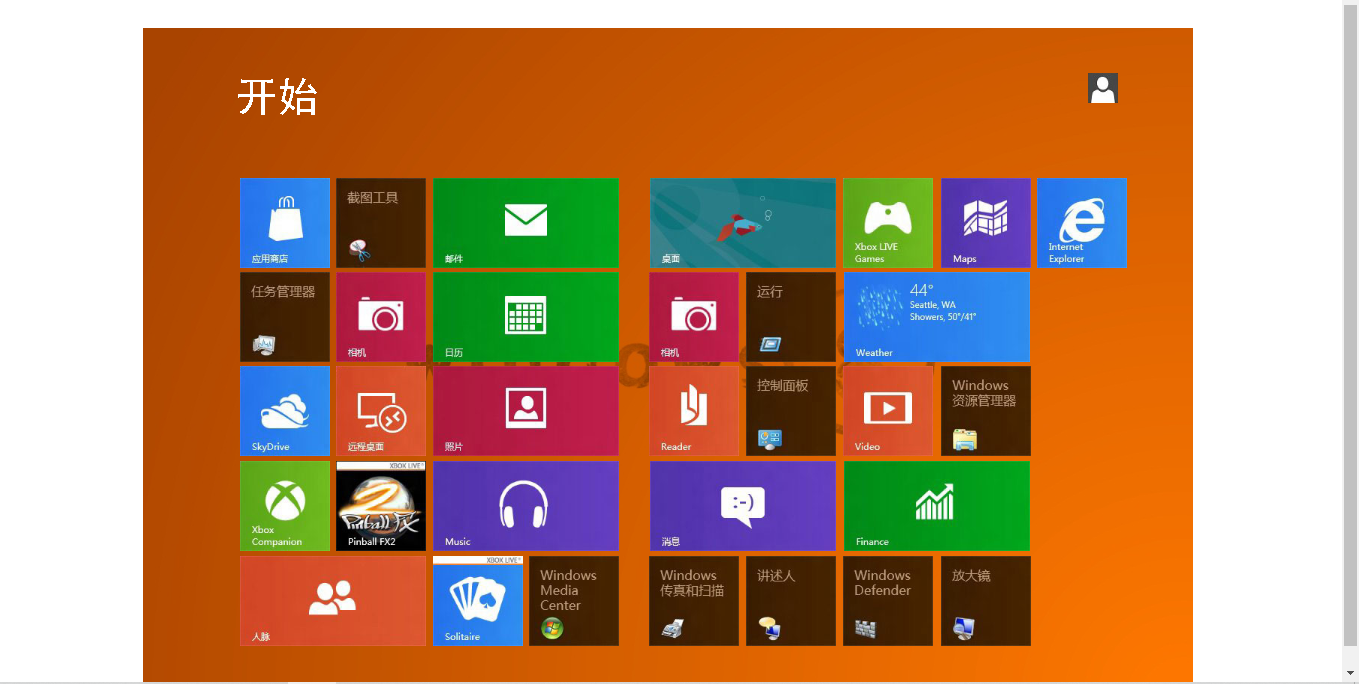 开始
应用商店
截图工具
邮件
桌面
Xbox LIVE
Games
Maps
Internet
Explorer
任务管理器
相机
日历
相机
运行
44°
Seattle, WA
Showers, 50°/41°
Weather
SkyDrive
远程桌面
照片
Reader
控制面板
Video
Windows
资源管理器
Xbox
Companion
XBOX LIVE
2
Pinball FX
Pinball FX2
Music
:-)
消息
Finance
人脉
XBOX LIVE
Solitaire
Windows
Media
Center
Windows
传真和扫描
讲述人
Windows
Defender
放大镜